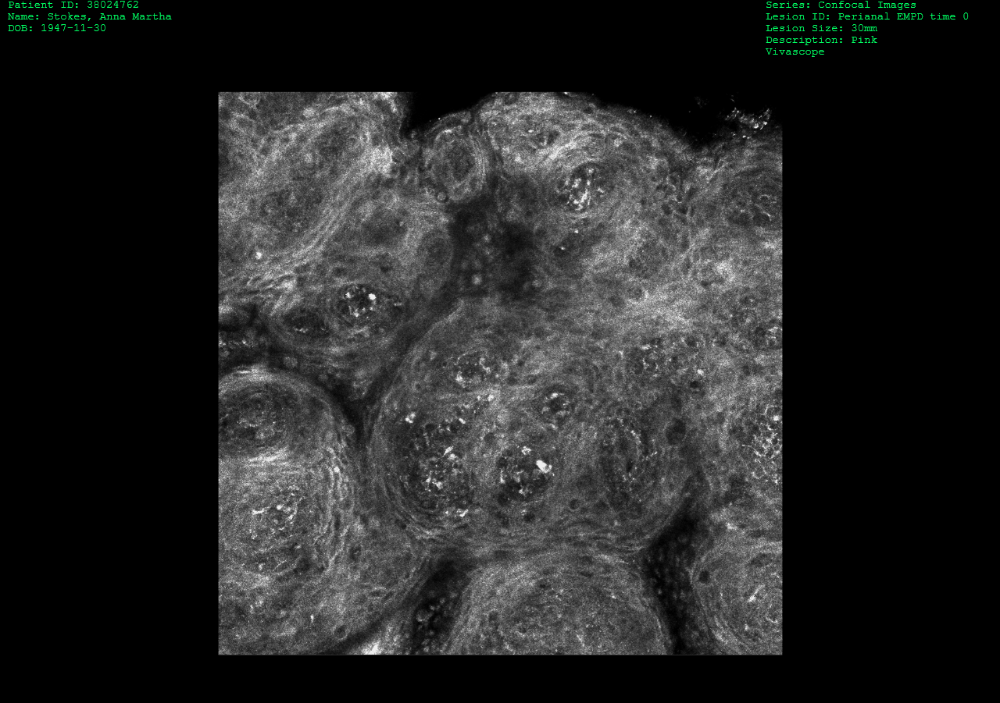 Patient ID: 38024762
Name: Stokes, Anna Martha
DOB: 1947-11-30
Series: Confocal Images
Lesion ID: Perianal EMPD time 0
Lesion Size: 30mm
Description: Pink
Vivascope